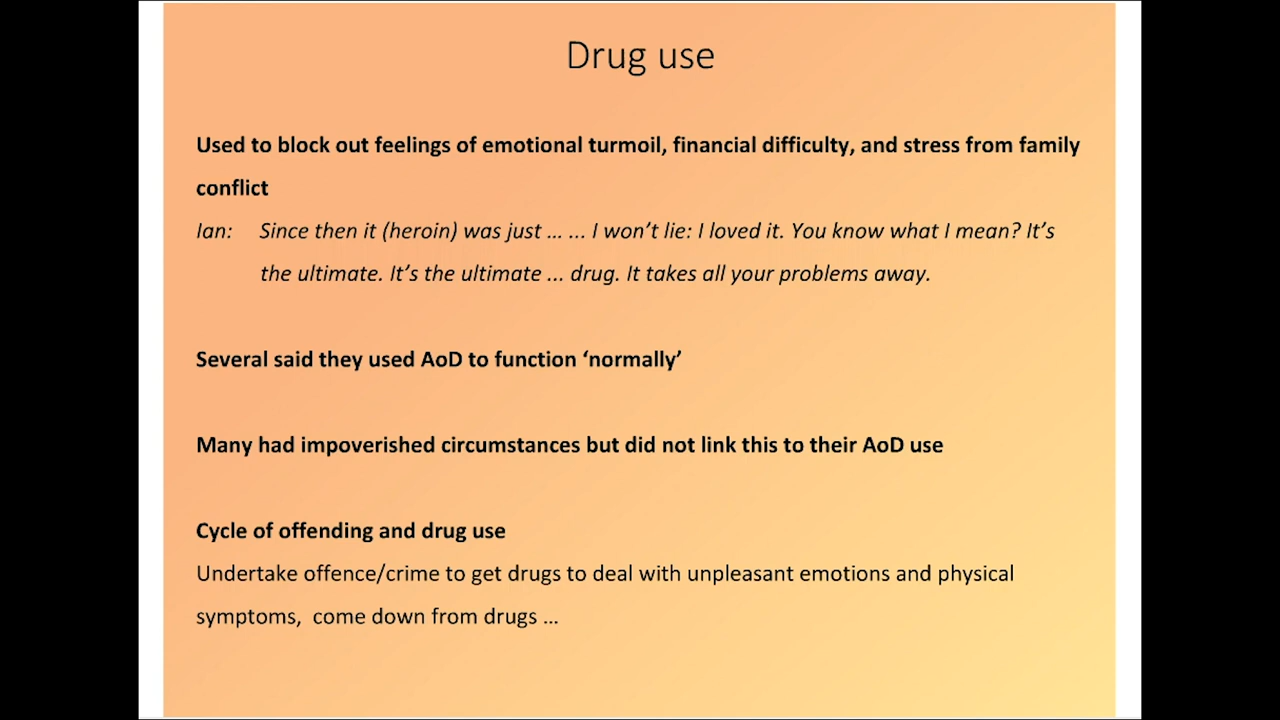 Drug use
Used to block out feelings of emotional turmoil, financial difficulty, and stress from family
conflict
Ian: Since then it (heroin) was just … ... I won’t lie: I loved it. You know what I mean? It’s
the ultimate. It’s the ultimate ... drug. It takes all your problems away.
Several said they used AoD to function ‘normally’
Many had impoverished circumstances but did not link this to their AoD use
Cycle of offending and drug use
Undertake offence/crime to get drugs to deal with unpleasant emotions and physical
symptoms,  come down from drugs …